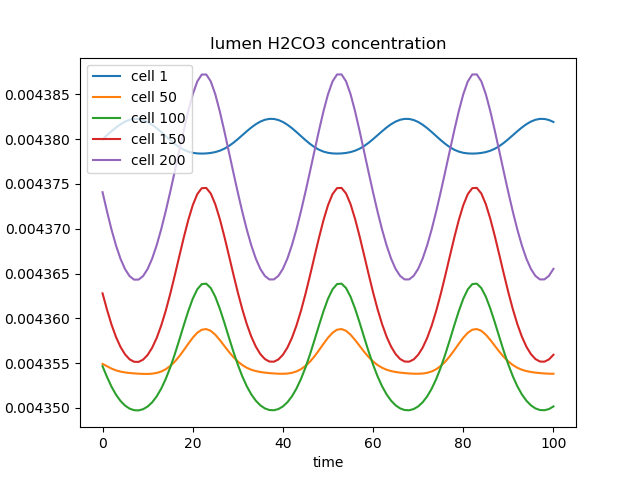 lumen H2CO3 concentration
cell 1
cell 50
cell 100
cell 150
cell 200
0.004385
0.004380
0.004375
0.004370
0.004365
0.004360
0.004355
0.004350
0 20 40 60 80 100
time